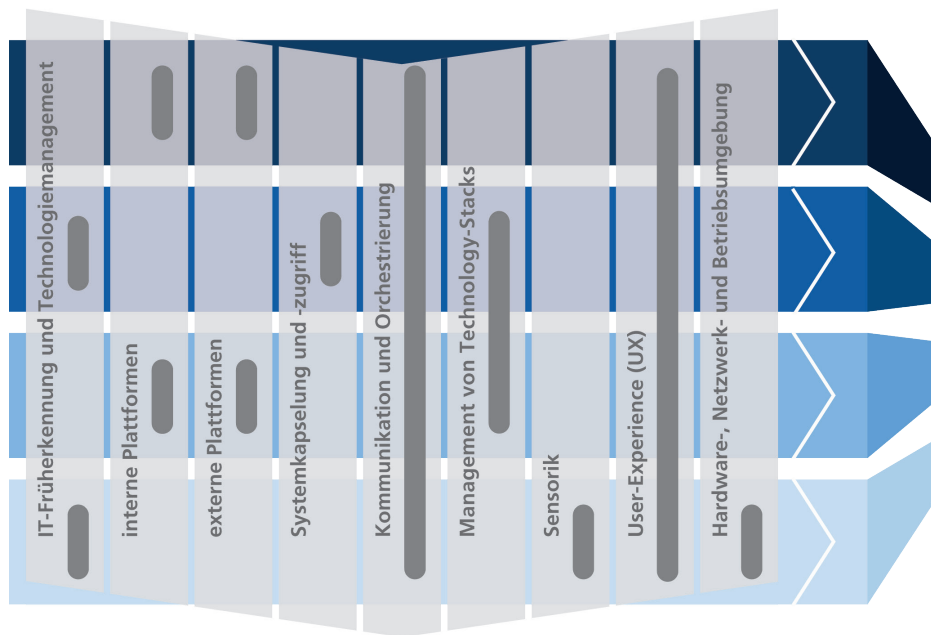 IT-Früherkennung und Technologiemanagement
interne Plattformen
externe Plattformen
Systemkapselung und -zugriff
Kommunikation und Orchestrierung
Management von Technology-Stacks
Sensorik
User-Experience (UX)
Hardware-, Netzwerk- und Betriebsumgebung